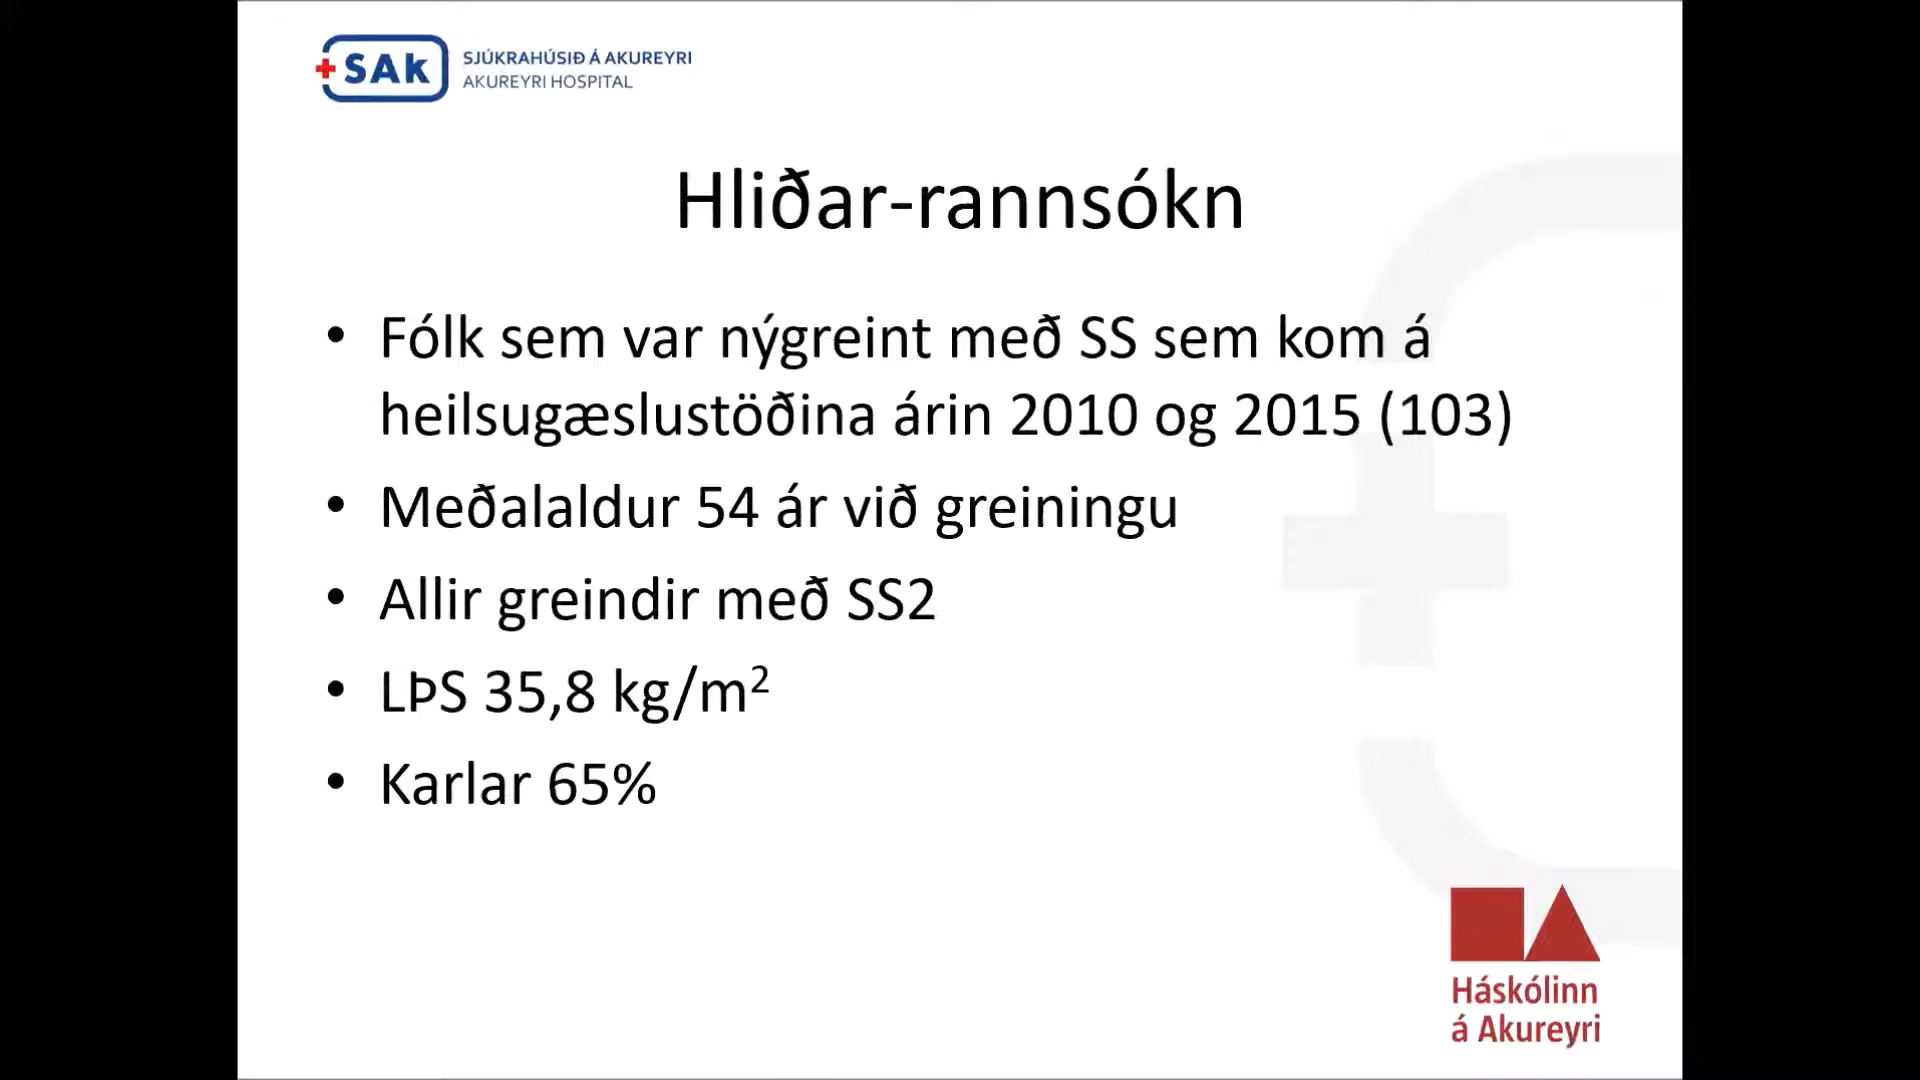 SAk
SJÚKRAHÚSIÐ Á AKUREYRI
AKUREYRI HOSPITAL
Hliðar-rannsókn
• Fólk sem var nýgreint með SS sem kom á
heilsugæslustöðina árin 2010 og 2015 (103)
• Meðalaldur 54 ár við greiningu
• Allir greindir með SS2
• LÞS 35,8 kg/m²
• Karlar 65%
Háskólinn
á Akureyri